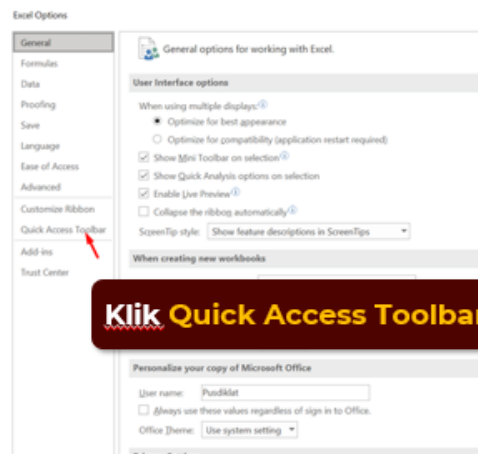 Excel Options
General
Formulas
Data
Proofing
Save
Language
Ease of Access
Advanced
Customize Ribbon
Quick Access Toolbar
Add-ins
Trust Center
General options for working with Excel.
User Interface options
When using multiple displays:
Optimize for best appearance
Optimize for compatibility (application restart required)
Show Mini Toolbar on selection
Show Quick Analysis options on selection
Enable Live Preview
Collapse the ribbon automatically
ScreenTip style: Show feature descriptions in ScreenTips
When creating new workbooks
Klik Quick Access Toolbar
Personalize your copy of Microsoft Office
User name: Pusdiklat
Always use these values regardless of sign in to Office.
Office Theme: Use system setting